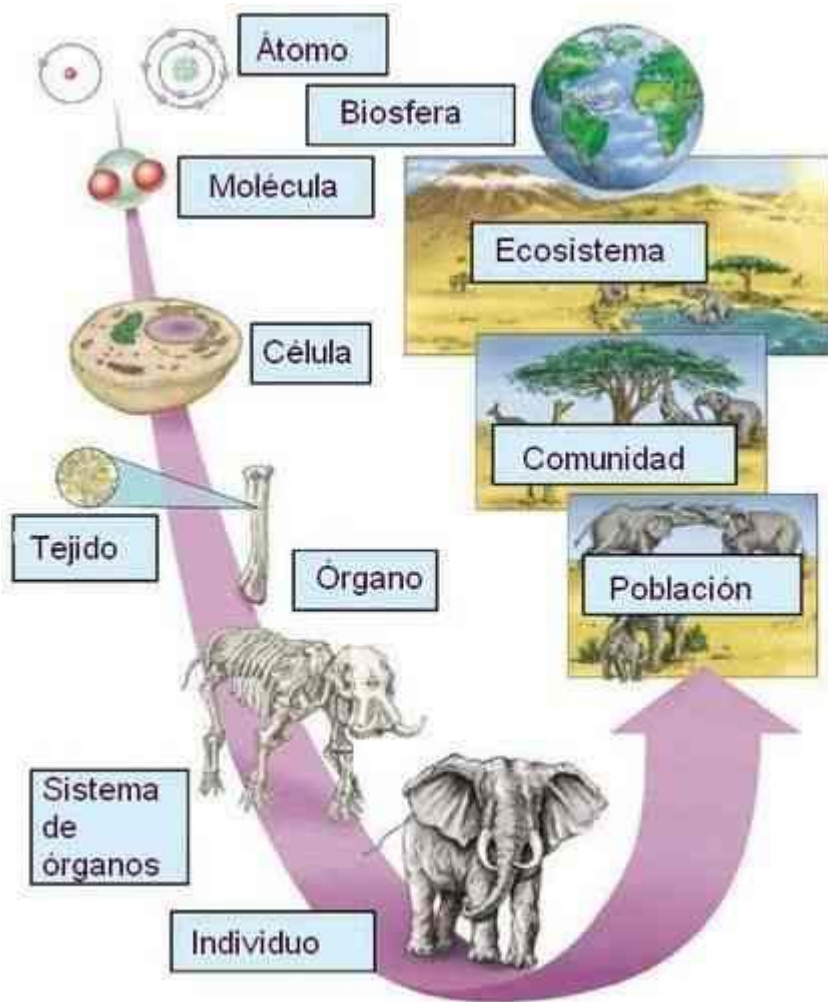 Átomo
Biosfera
Molécula
Ecosistema
Célula
Comunidad
Tejido
Órgano
Población
Sistema
de
órganos
Individuo